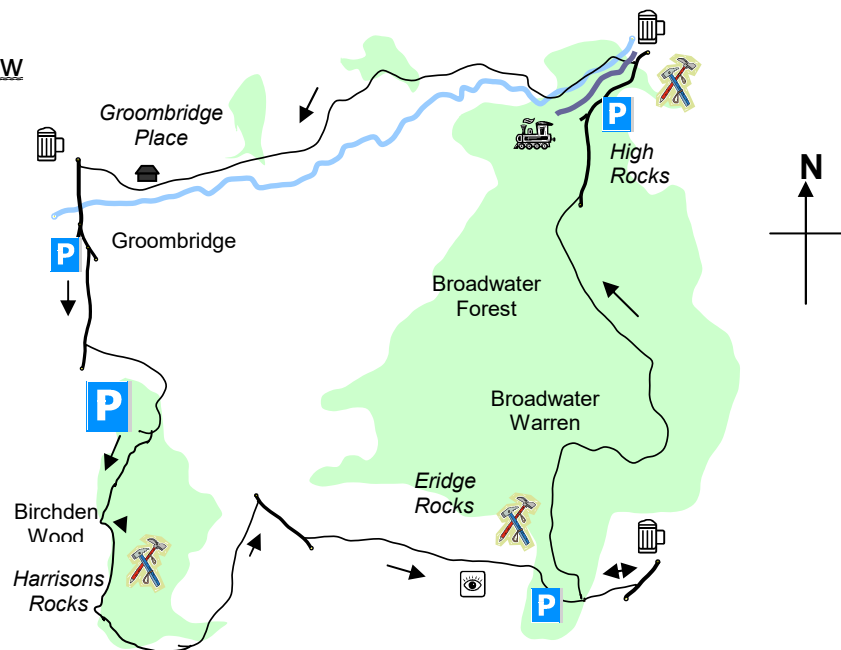 w
Groombridge
Place
P
High
Rocks
N
P
Groombridge
Broadwater
Forest
P
Broadwater
Warren
Eridge
Rocks
Birchden
Wood
Harrisons
Rocks
P